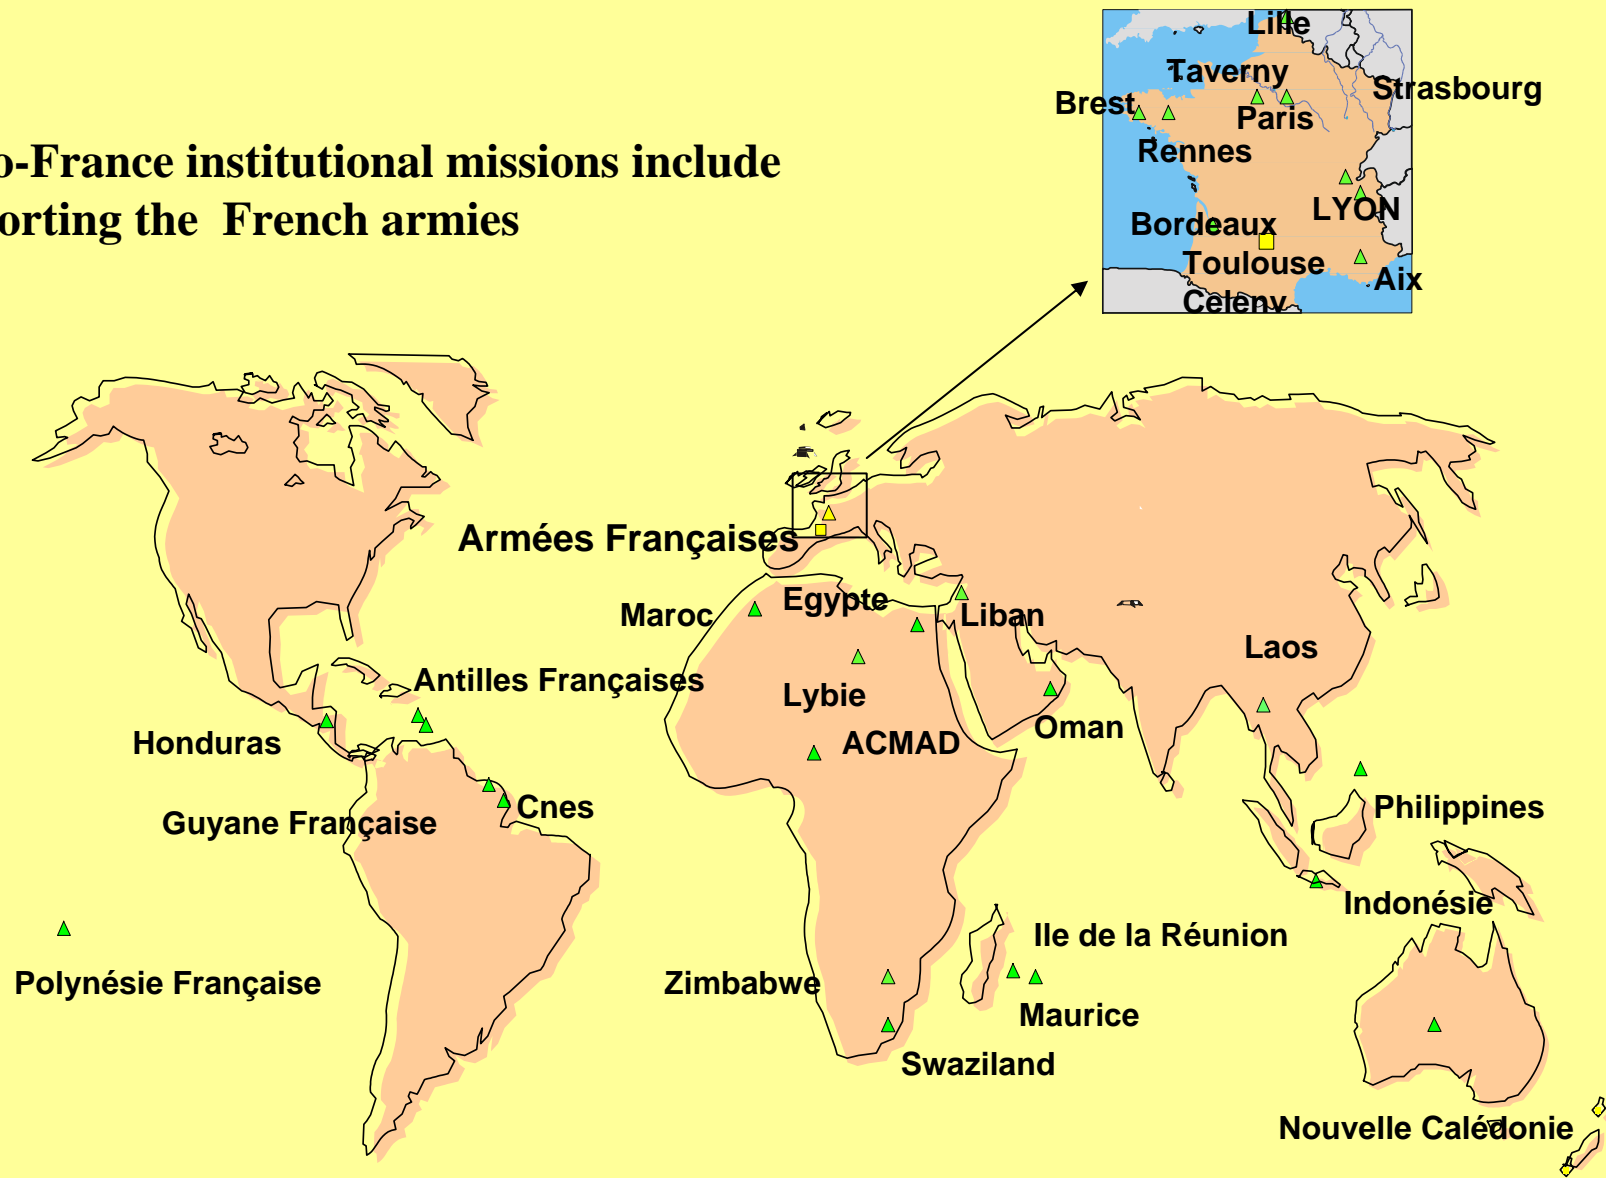 Lille
Taverny
Strasbourg
Brest
Paris
Rennes
o-France institutional missions include
orting the French armies
LYON
Bordeaux
Toulouse
Aix
Celenv
Armées Françaises
Egypte
Maroc
Liban
Laos
Antilles Françaises
Lybie
Oman
Honduras
ACMAD
Cnes
Philippines
Guyane Française
Indonésie
Ile de la Réunion
Polynésie Française
Zimbabwe
Maurice
Swaziland
Nouvelle Calédonie